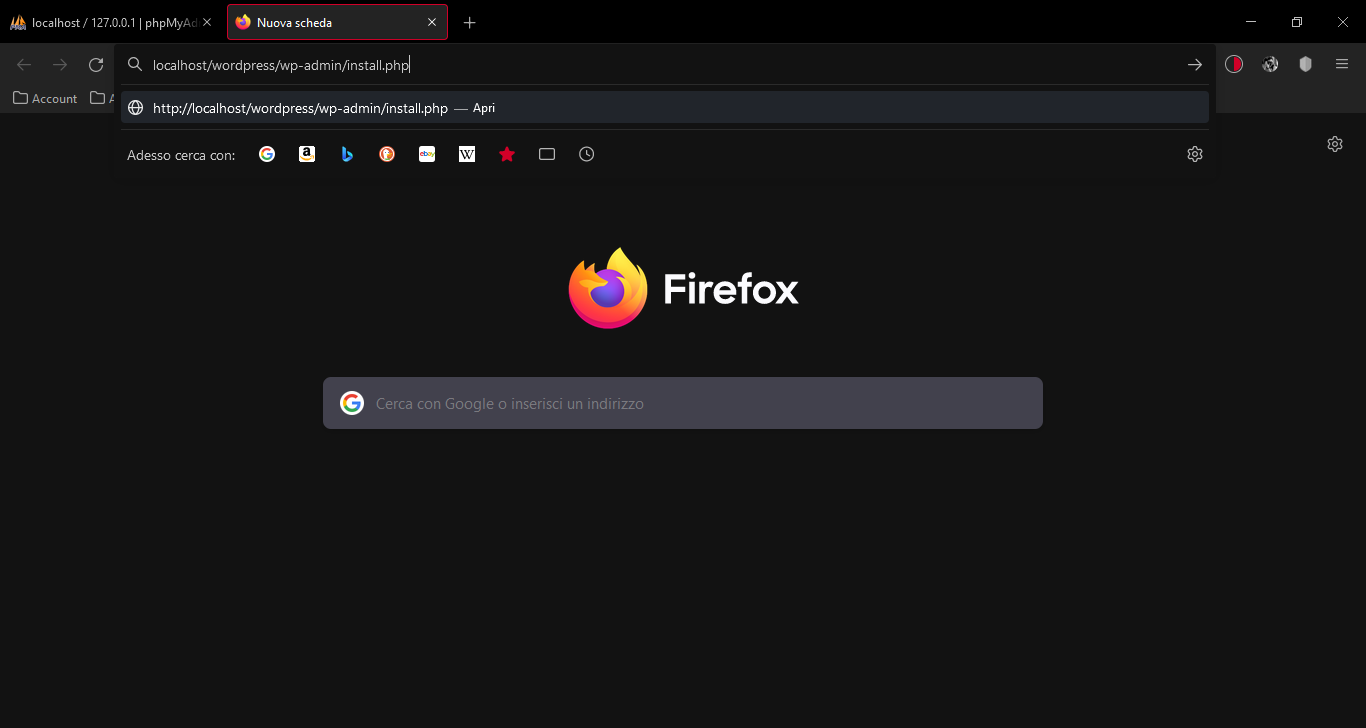 localhost / 127.0.0.1 | phpMyAd
Nuova scheda
localhost/wordpress/wp-admin/install.php
Account
http://localhost/wordpress/wp-admin/install.php — Apri
Adesso cerca con:
Firefox
Cerca con Google o inserisci un indirizzo